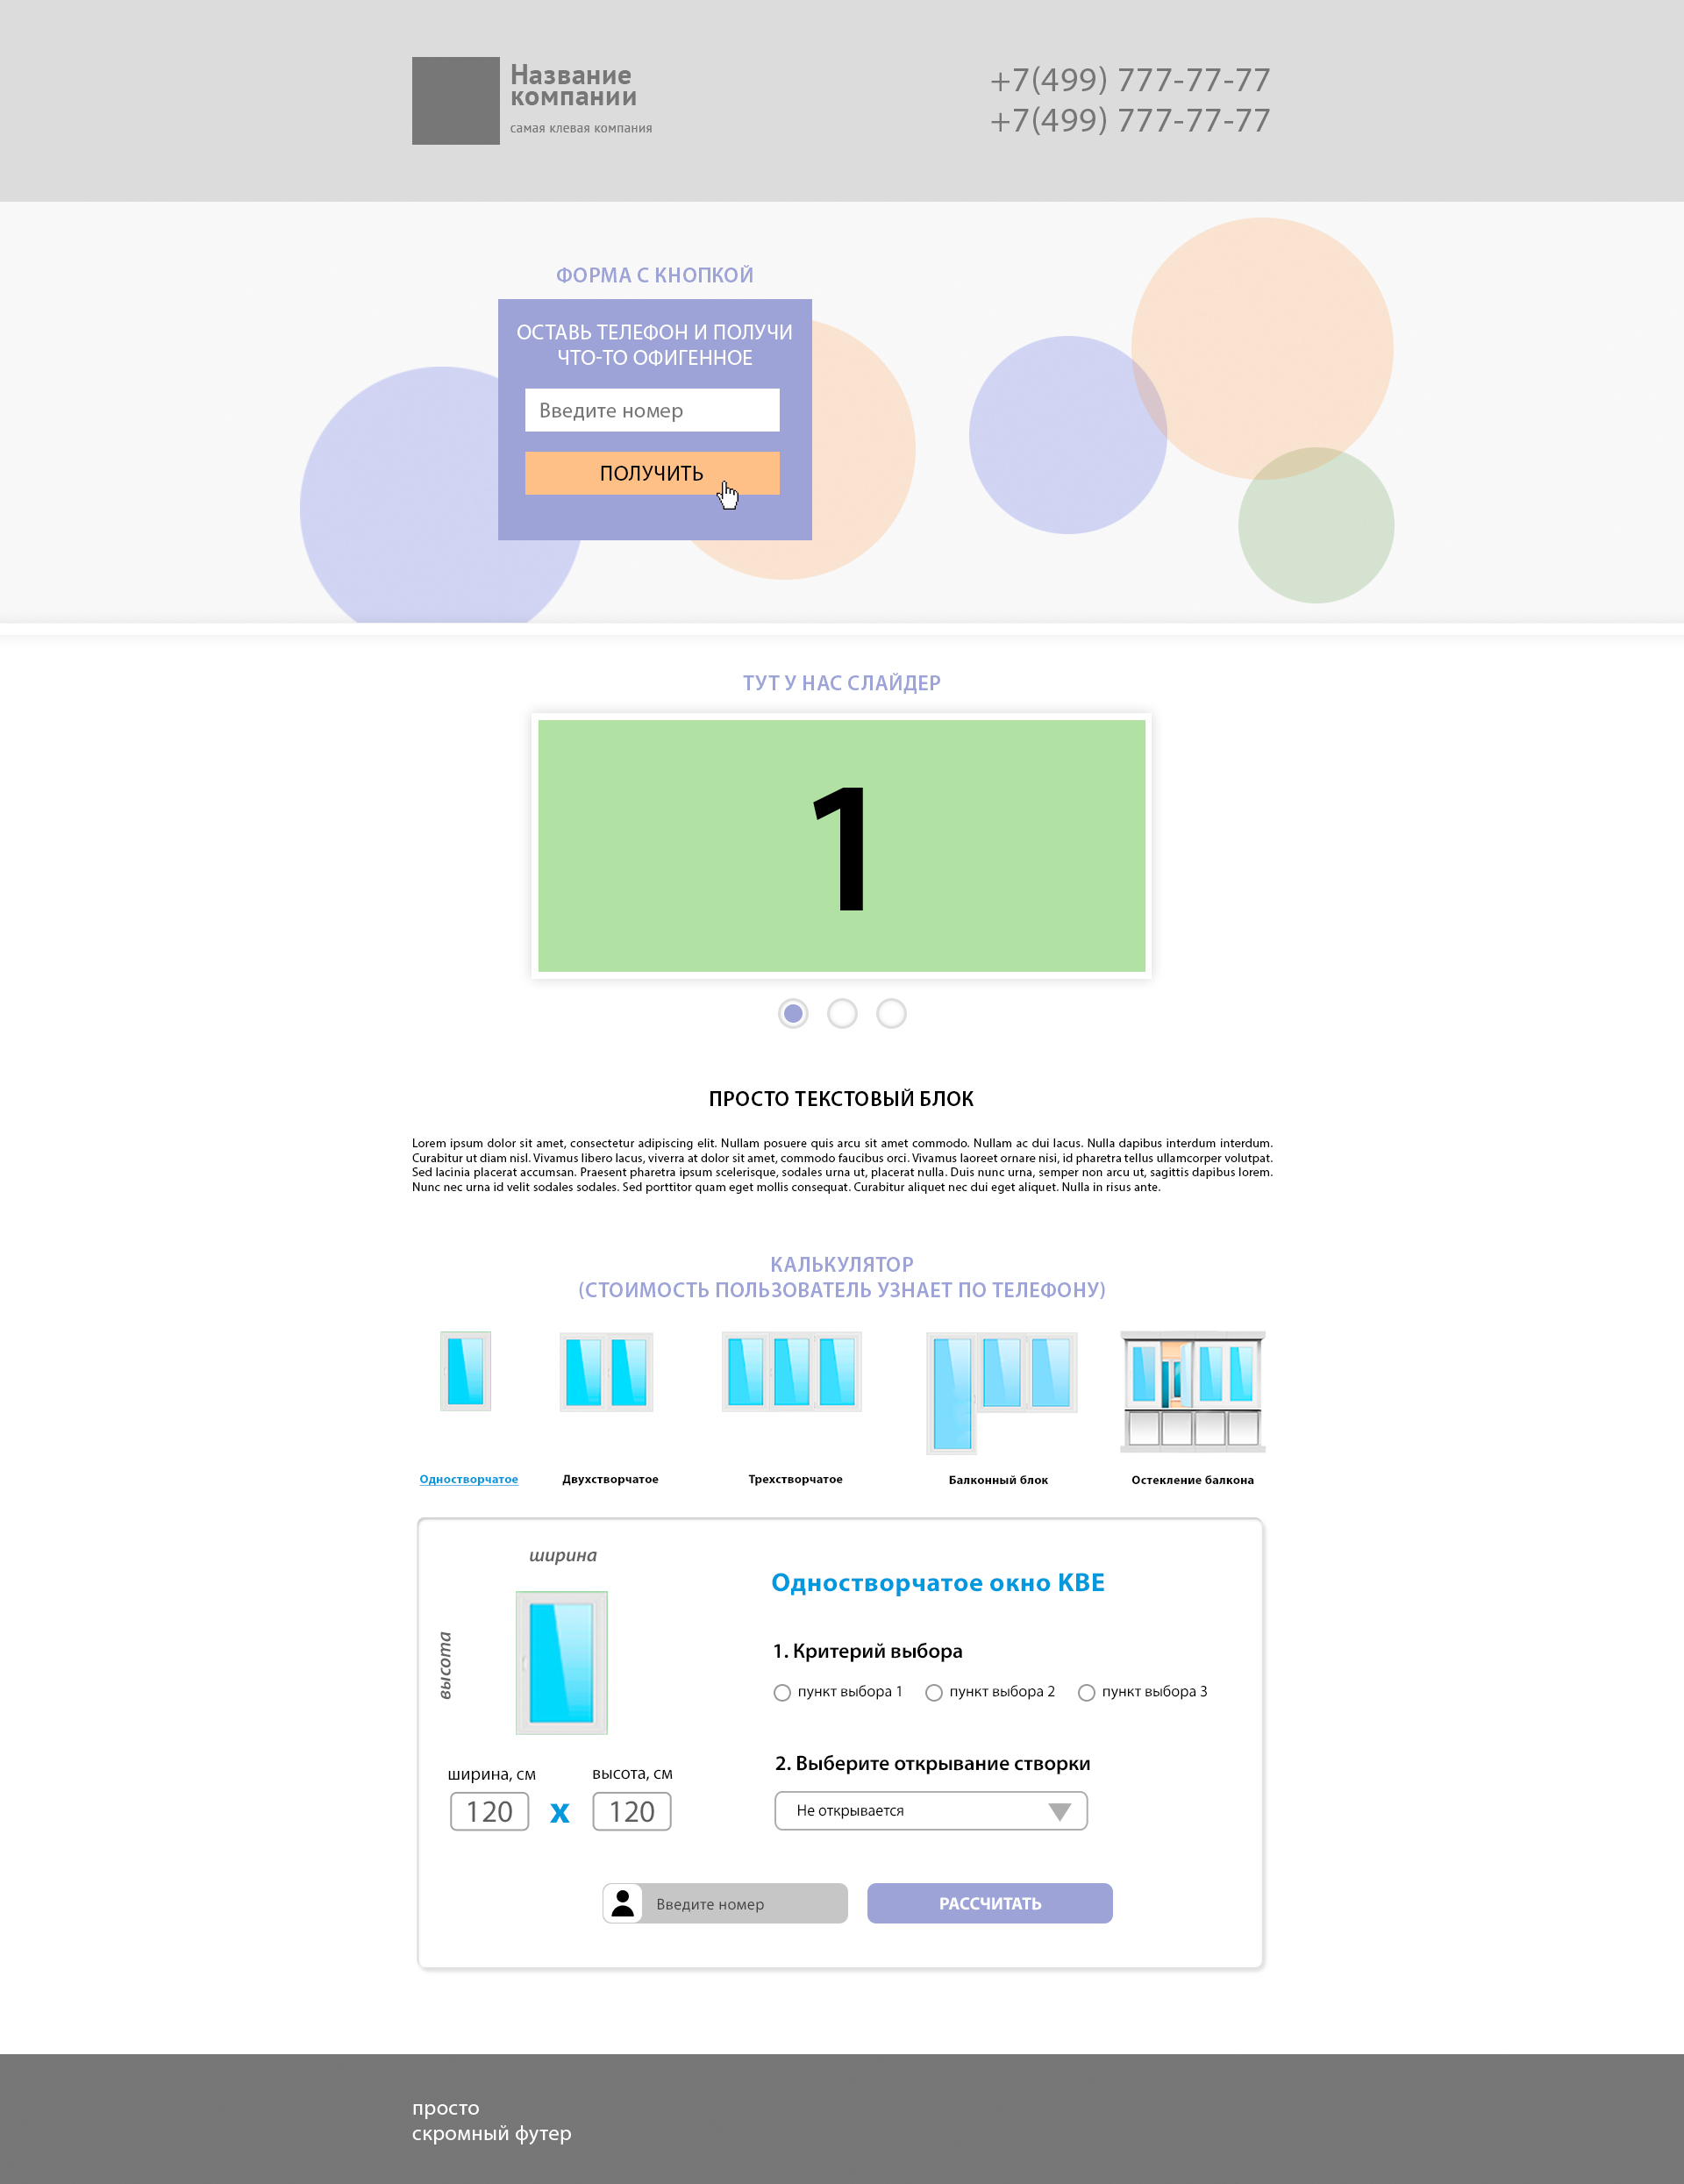 Название
компании
самая клевая компания
+7(499) 777-77-77
+7(499) 777-77-77
ФОРМА С КНОПКОЙ
ОСТАВЬ ТЕЛЕФОН И ПОЛУЧИ
ЧТО-ТО ОФИГЕННОЕ
Введите номер
ПОЛУЧИТЬ
ТУТ У НАС СЛАЙДЕР
1
ПРОСТО ТЕКСТОВЫЙ БЛОК
Lorem ipsum dolor sit amet, consectetur adipiscing elit. Nullam posuere quis arcu sit amet commodo. Nullam ac dui lacus. Nulla dapibus interdum interdum.
Curabitur ut diam nisl. Vivamus libero lacus, viverra at dolor sit amet, commodo faucibus orci. Vivamus laoreet ornare nisi, id pharetra tellus ullamcorper volutpat.
Sed lacinia placerat accumsan. Praesent pharetra ipsum scelerisque, sodales urna ut, placerat nulla. Duis nunc urna, semper non arcu ut, sagittis dapibus lorem.
Nunc nec urna id velit sodales sodales. Sed porttitor quam eget mollis consequat. Curabitur aliquet nec dui eget aliquet. Nulla in risus ante.
КАЛЬКУЛЯТОР
(СТОИМОСТЬ ПОЛЬЗОВАТЕЛЬ УЗНАЕТ ПО ТЕЛЕФОНУ)
Одностворчатое
Двухстворчатое
Трехстворчатое
Балконный блок
Остекление балкона
ширина
высота
ширина, см
высота, см
120 x 120
Одностворчатое окно KBE
1. Критерий выбора
пункт выбора 1
пункт выбора 2
пункт выбора 3
2. Выберите открывание створки
Не открывается
Введите номер
РАССЧИТАТЬ
просто
скромный футер